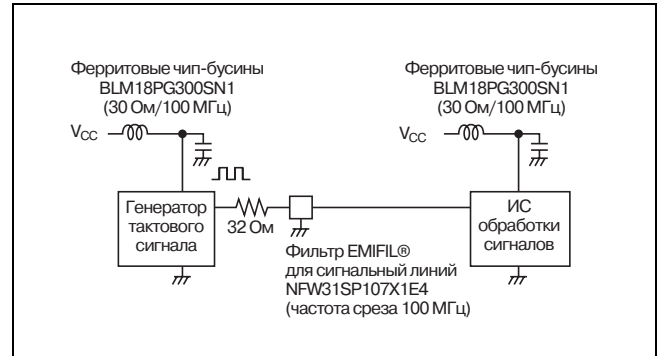 Ферритовые чип-бусины
BLM18PG300SN1
(30 Ом/100 МГц)
VCC
Ферритовые чип-бусины
BLM18PG300SN1
(30 Ом/100 МГц)
VCC
Генератор
тактового
сигнала
32 Ом
Фильтр EMIFIL®
для сигнальный линий
NFW31SP107X1E4
(частота среза 100 МГц)
ИС
обработки
сигналов